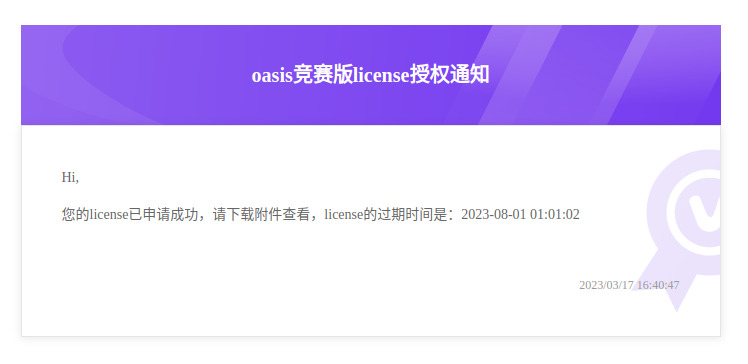 oasis竞赛版license授权通知
Hi,
您的license已申请成功，请下载附件查看，license的过期时间是：2023-08-01 01:01:02
2023/03/17 16:40:47